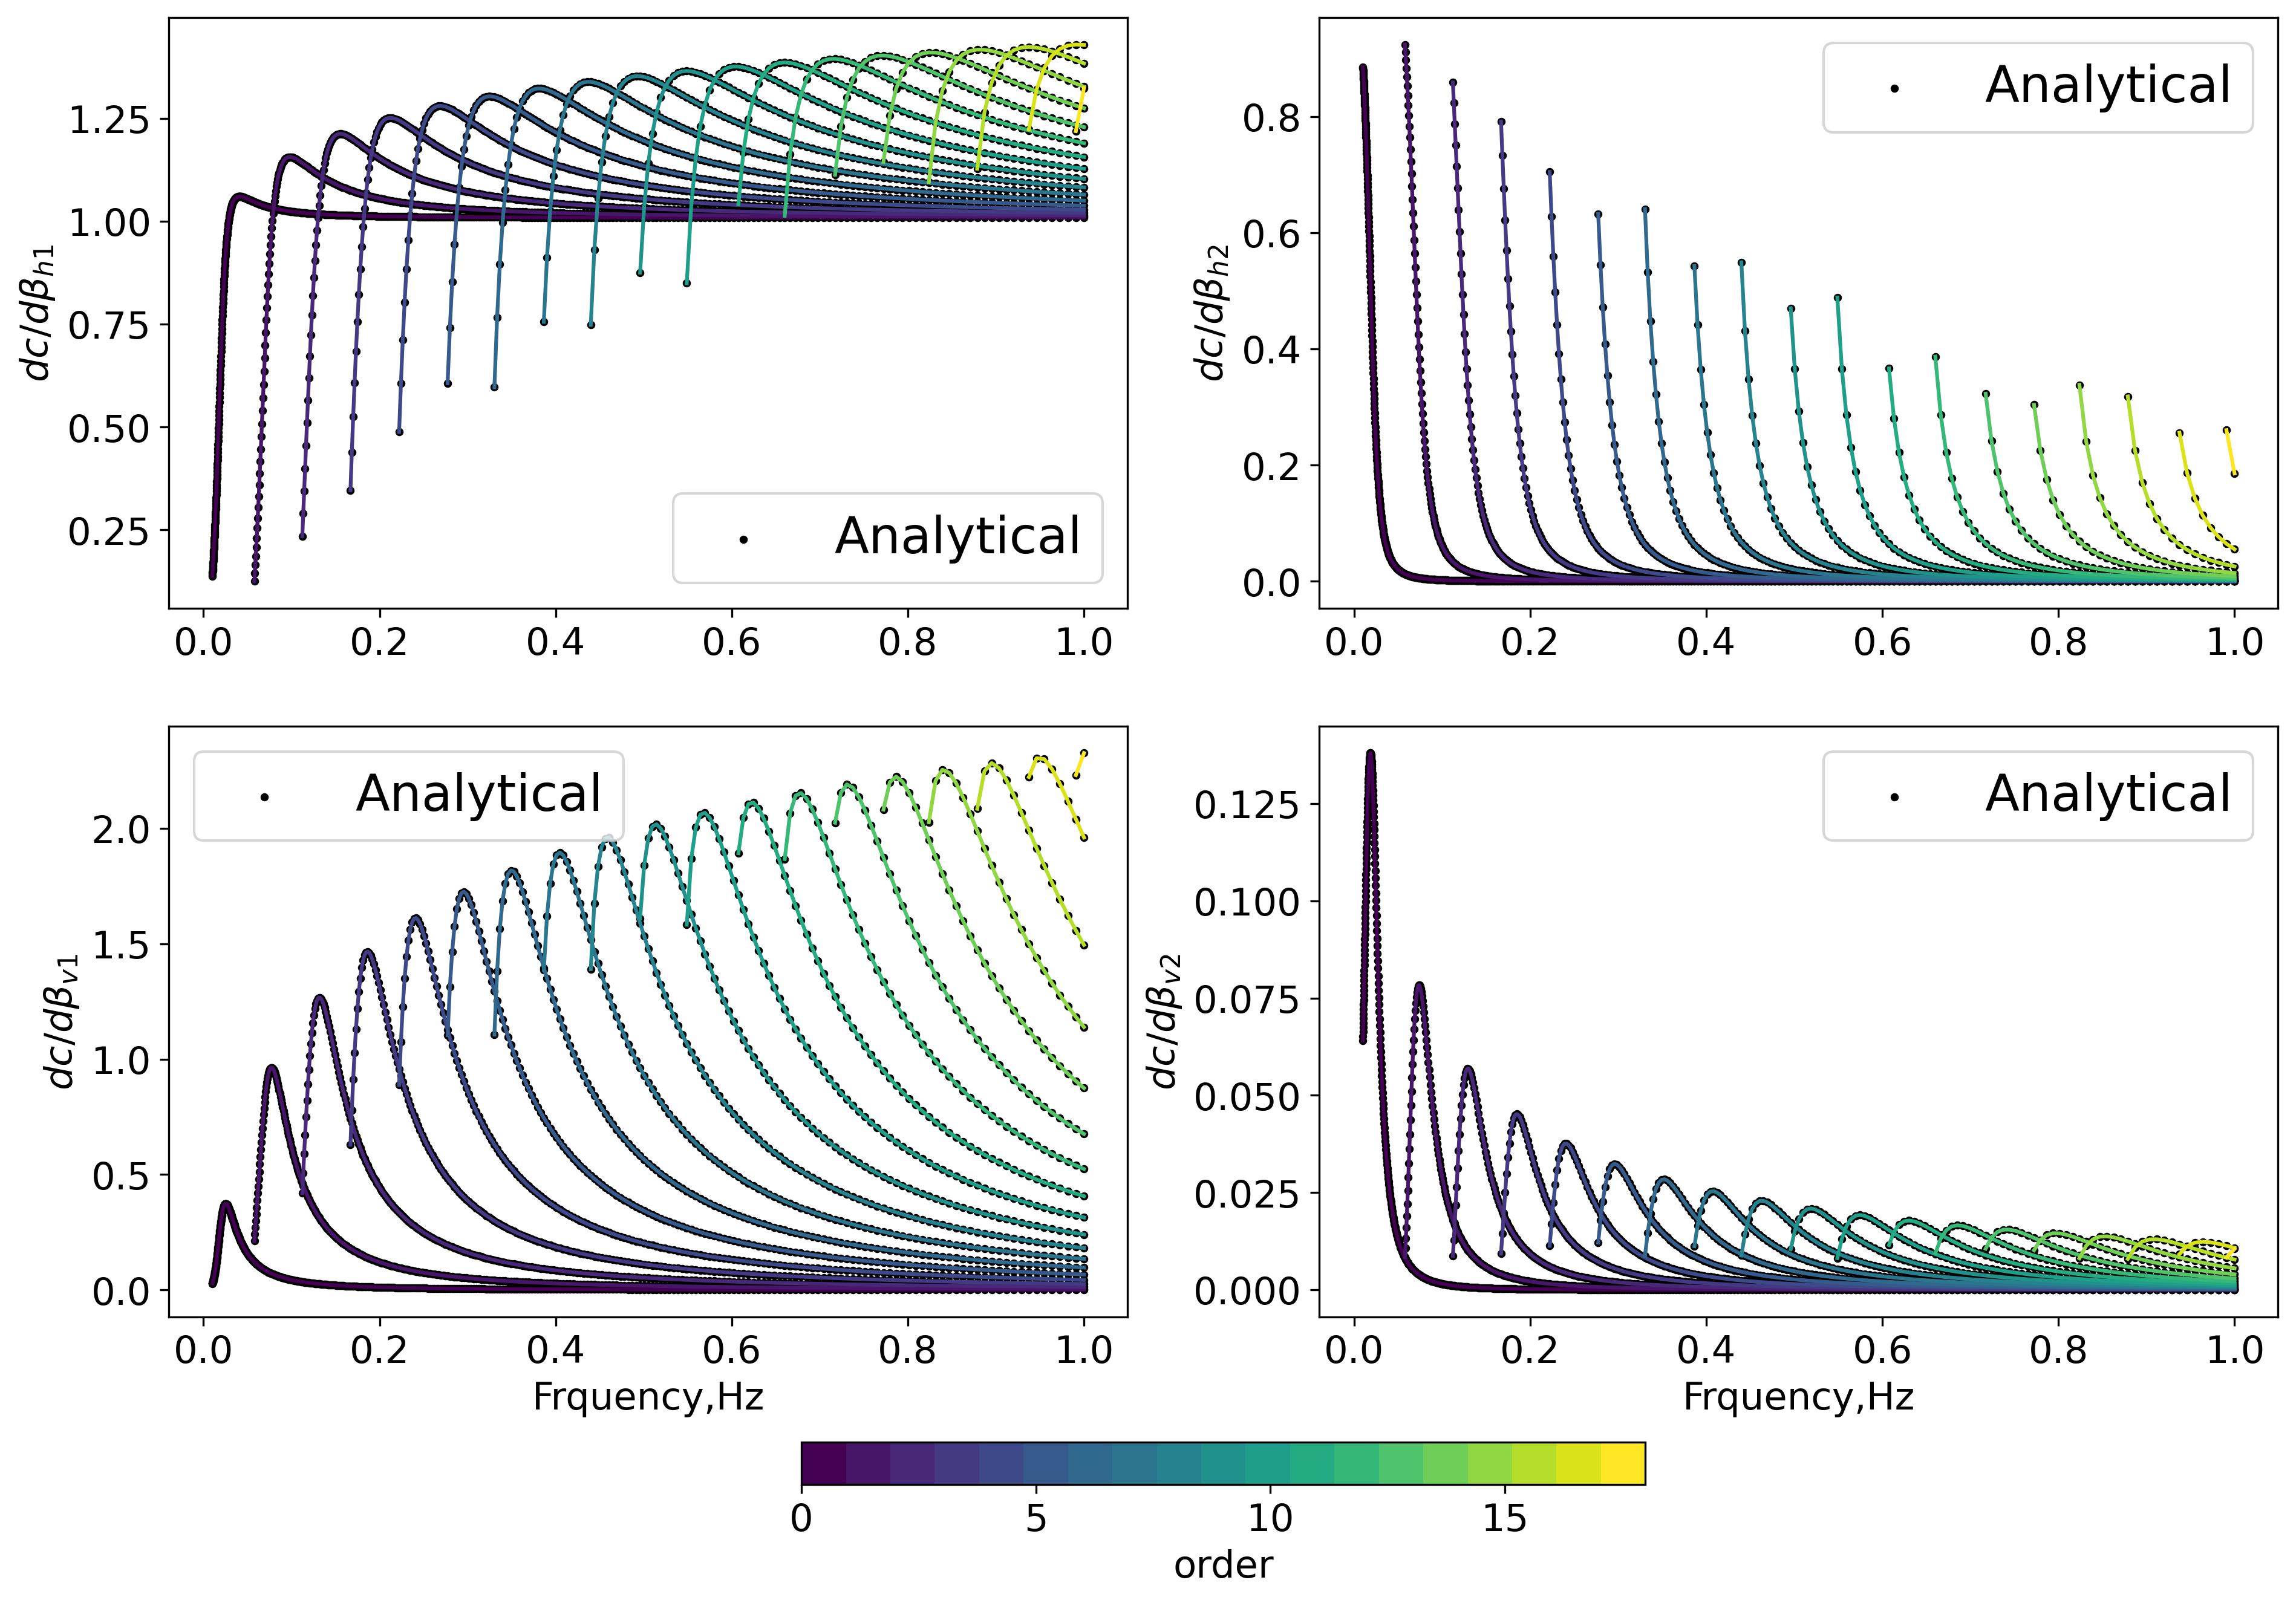 dc/dβh1
1.25
1.00
0.75
0.50
0.25
Analytical
0.0 0.2 0.4 0.6 0.8 1.0
dc/dβh2
0.8
0.6
0.4
0.2
0.0
Analytical
0.0 0.2 0.4 0.6 0.8 1.0
dc/dβv1
2.0
1.5
1.0
0.5
0.0
Analytical
0.0 0.2 0.4 0.6 0.8 1.0
Frquency,Hz
dc/dβv2
0.125
0.100
0.075
0.050
0.025
0.000
Analytical
0.0 0.2 0.4 0.6 0.8 1.0
Frquency,Hz
0 5 10 15
order